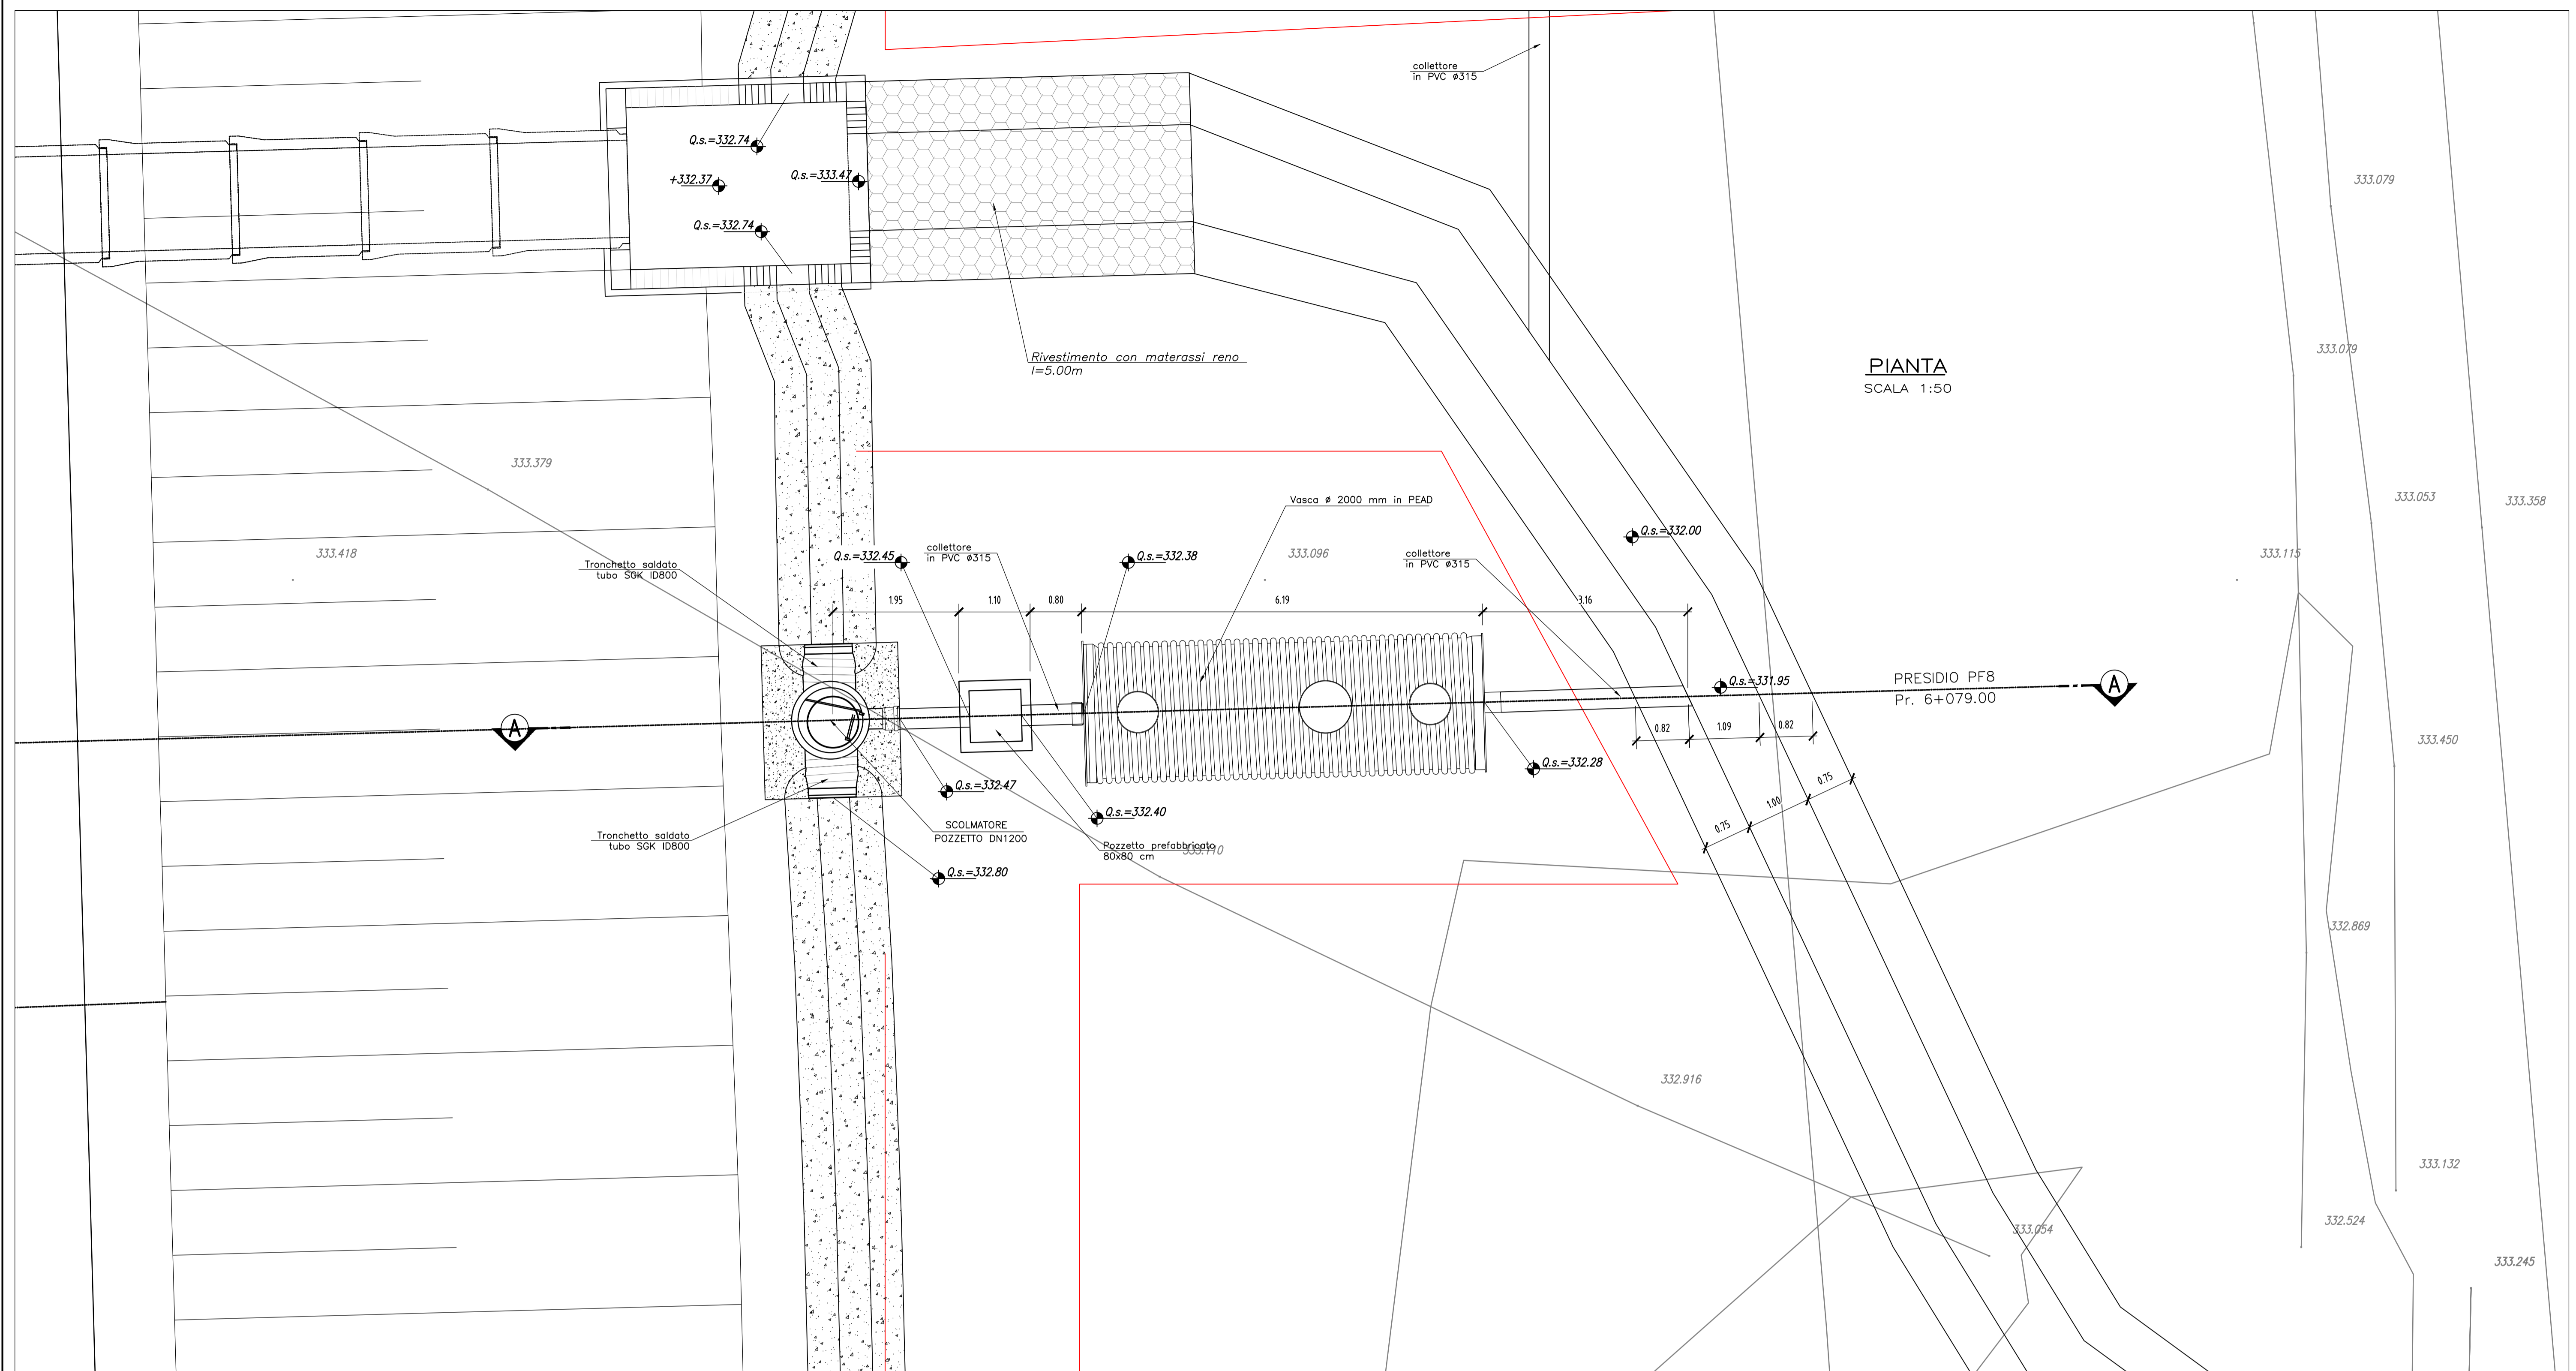 collettore
in PVC ø315
Q.s.=332.74
+332.37
Q.s.=333.47
Q.s.=332.74
333.079
Rivestimento con materassi reno
l=5.00m
PIANTA
SCALA 1:50
333.079
333.379
333.418
Vasca ø 2000 mm in PEAD
333.053
333.358
Q.s.=332.00
Q.s.=332.45
collettore
in PVC ø315
Q.s.=332.38
333.096
collettore
in PVC ø315
333.115
Tronchetto saldato
tubo SGK ID800
1.95
1.10
0.80
6.19
3.16
Q.s.=331.95
PRESIDIO PF8
Pr. 6+079.00
A
A
0.82
1.09
0.82
333.450
Q.s.=332.28
Q.s.=332.47
0.75
1.00
0.75
Q.s.=332.40
SCOLMATORE
POZZETTO DN1200
Tronchetto saldato
tubo SGK ID800
Pozzetto prefabbricato
80x80 cm
333.110
Q.s.=332.80
332.869
332.916
333.132
333.054
332.524
333.245